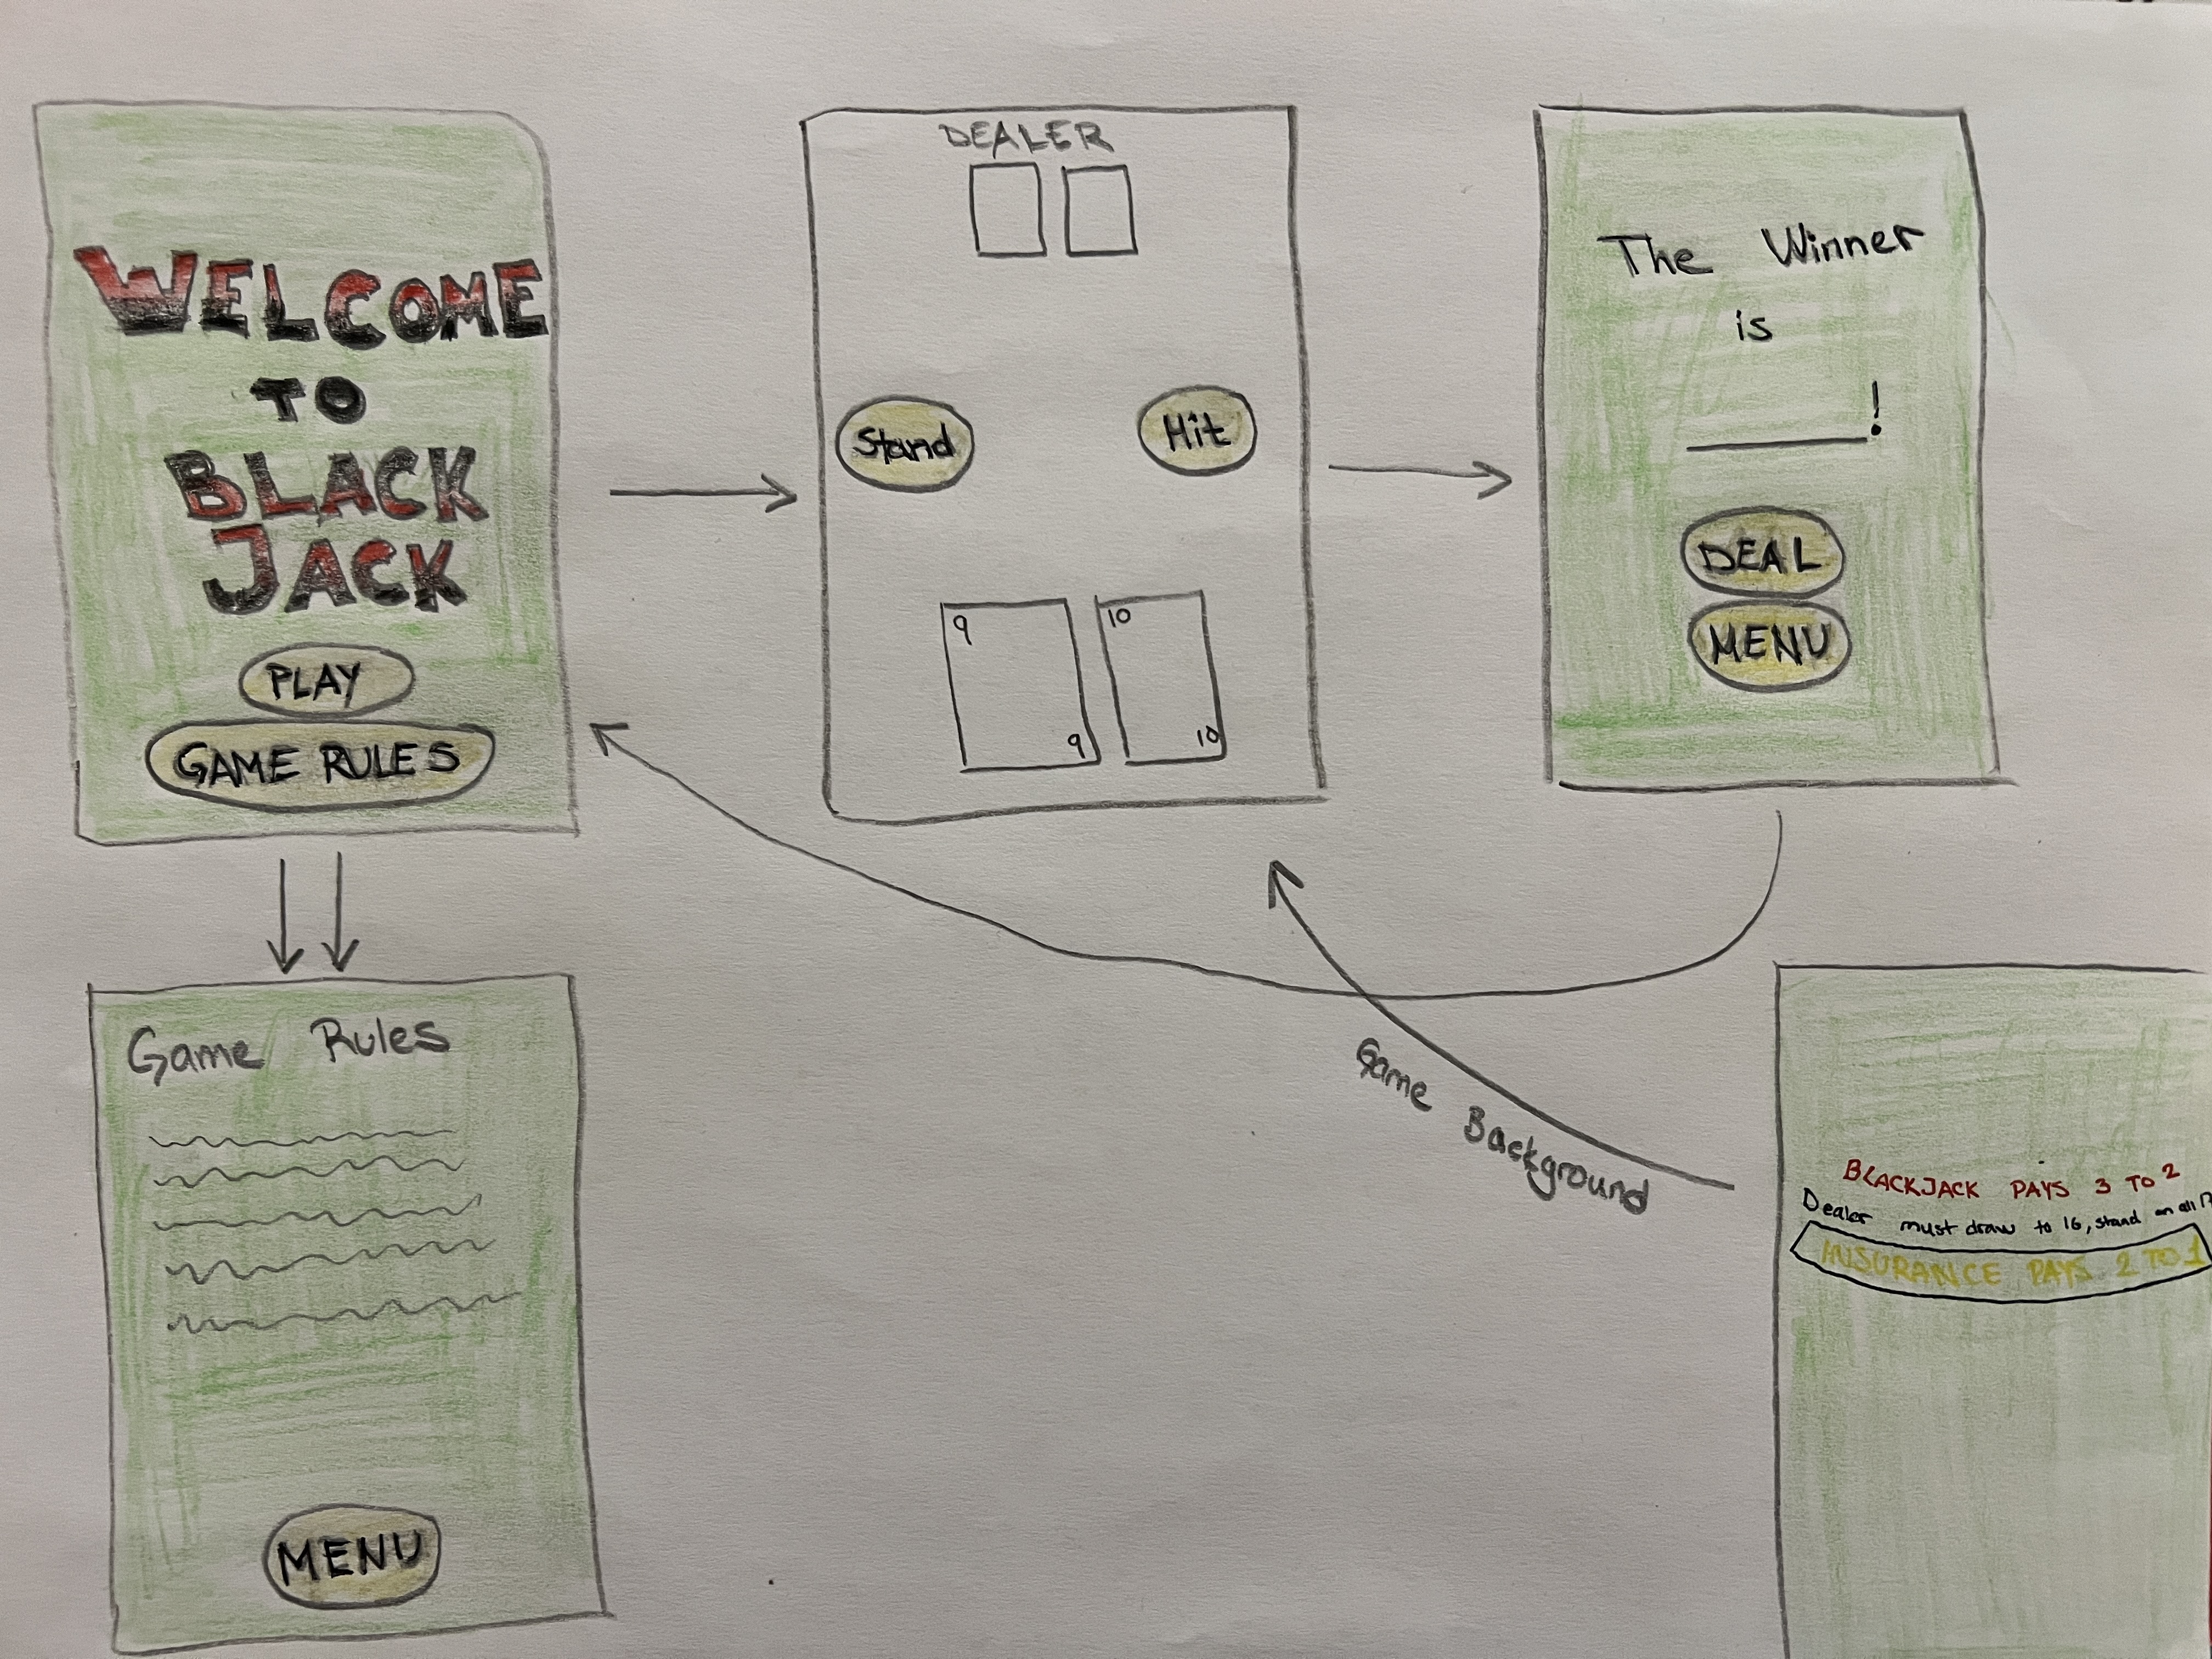 WELCOME
TO
BLACK
JACK
PLAY
GAME RULES
DEALER
Stand
Hit
9
9
10
10
The Winner
is
!
DEAL
MENU
Game Rules
MENU
Game Background
BLACKJACK PAYS 3 TO 2
Dealer must draw to 16, stand on all 17
INSURANCE PAYS 2 TO 1